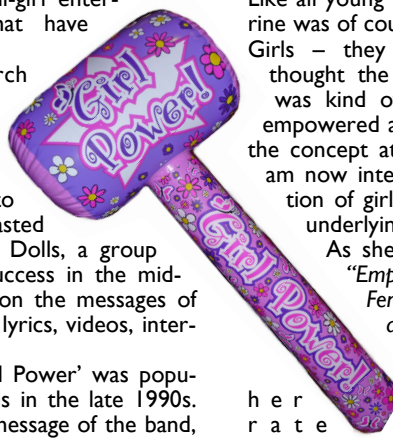 -girl enter-
hat have
rch
to
asted
Dolls, a group
uccess in the mid-
on the messages of
lyrics, videos, inter-
Power' was popu-
s in the late 1990s.
nessage of the band,
Girl
Power!
Girl Power!
Like all young
rine was of cou
Girls – they
thought the
was kind o
empowered a
the concept at
am now inte
tion of girl
underlyin
As she
"Emp
Fer
h e r
r a t e